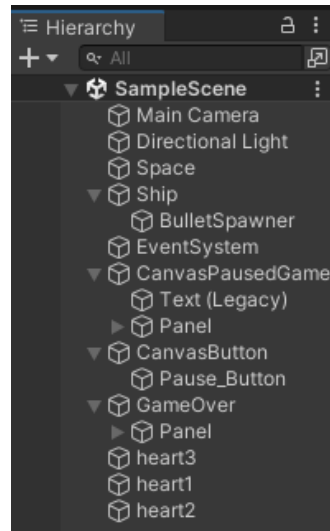 Hierarchy
All
SampleScene
Main Camera
Directional Light
Space
Ship
BulletSpawner
EventSystem
CanvasPausedGame
Text (Legacy)
Panel
CanvasButton
Pause_Button
GameOver
Panel
heart3
heart1
heart2